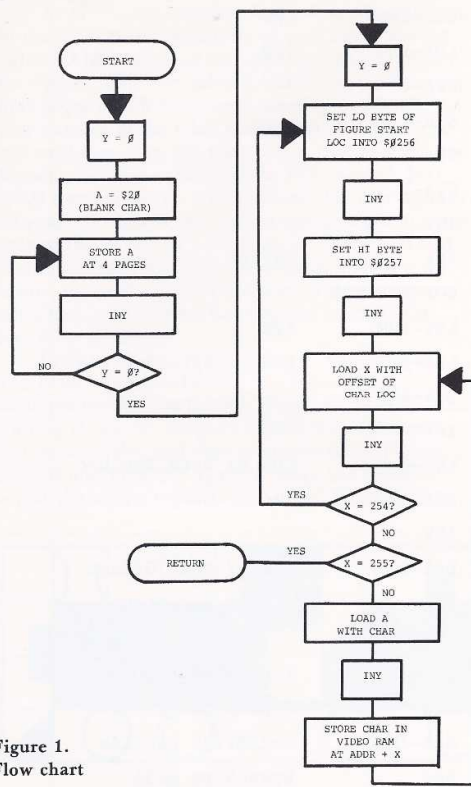 START
Y = Ø
A = $2Ø
(BLANK CHAR)
STORE A
AT 4 PAGES
INY
Y = Ø?
NO
YES
Y = Ø
SET LO BYTE OF
FIGURE START
LOC INTO $Ø256
INY
SET HI BYTE
INTO $Ø257
INY
LOAD X WITH
OFFSET OF
CHAR LOC
INY
X = 254?
YES
NO
X = 255?
YES
RETURN
NO
LOAD A
WITH CHAR
INY
STORE CHAR IN
VIDEO RAM
AT ADDR + X
Figure 1.
Flow chart